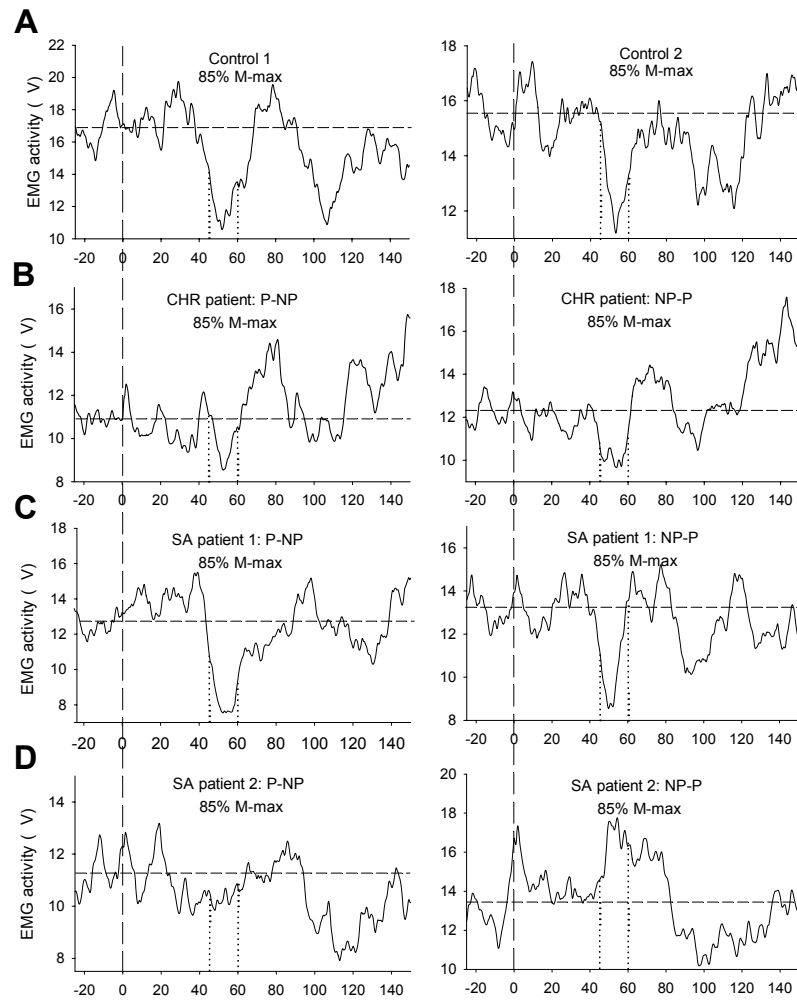 A
Control 1
85% M-max
EMG activity ( V)
22
20
18
16
14
12
10
-20 0 20 40 60 80 100 120 140
Control 2
85% M-max
18
16
14
12
-20 0 20 40 60 80 100 120 140
B
CHR patient: P-NP
85% M-max
EMG activity ( V)
16
14
12
10
8
-20 0 20 40 60 80 100 120 140
CHR patient: NP-P
85% M-max
18
16
14
12
10
-20 0 20 40 60 80 100 120 140
C
SA patient 1: P-NP
85% M-max
EMG activity ( V)
18
16
14
12
10
8
-20 0 20 40 60 80 100 120 140
SA patient 1: NP-P
85% M-max
16
14
12
10
8
-20 0 20 40 60 80 100 120 140
D
SA patient 2: P-NP
85% M-max
EMG activity ( V)
14
12
10
8
-20 0 20 40 60 80 100 120 140
SA patient 2: NP-P
85% M-max
20
18
16
14
12
10
-20 0 20 40 60 80 100 120 140